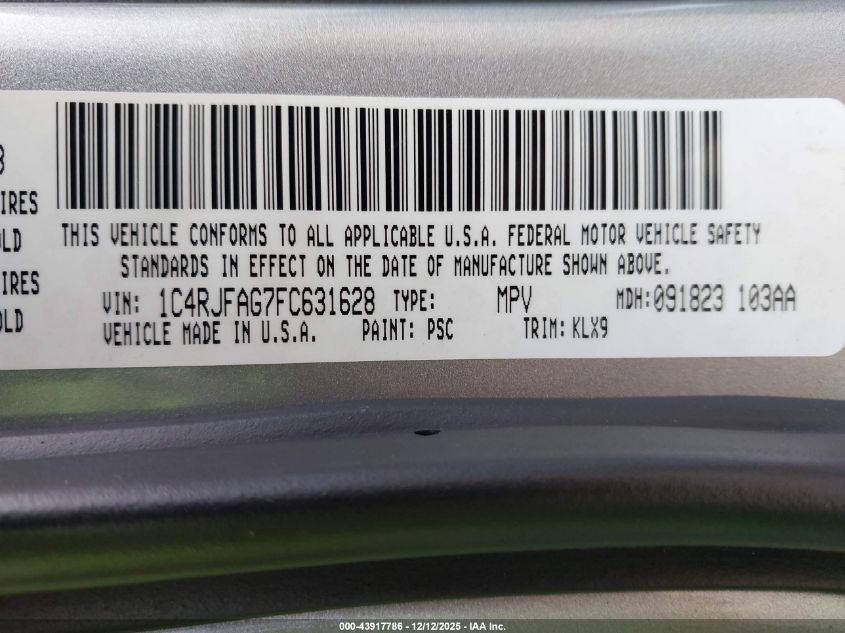 IRES
OLD
IRES
OLD
THIS VEHICLE CONFORMS TO ALL APPLICABLE U.S.A. FEDERAL MOTOR VEHICLE SAFETY
STANDARDS IN EFFECT ON THE DATE OF MANUFACTURE SHOWN ABOVE.
VIN: 1C4RJFAG7FC631628 TYPE: MPV MDH:091823 103AA
VEHICLE MADE IN U.S.A. PAINT: PSC TRIM: KLX9
000-43917786 - 12/12/2025 - IAA Inc.